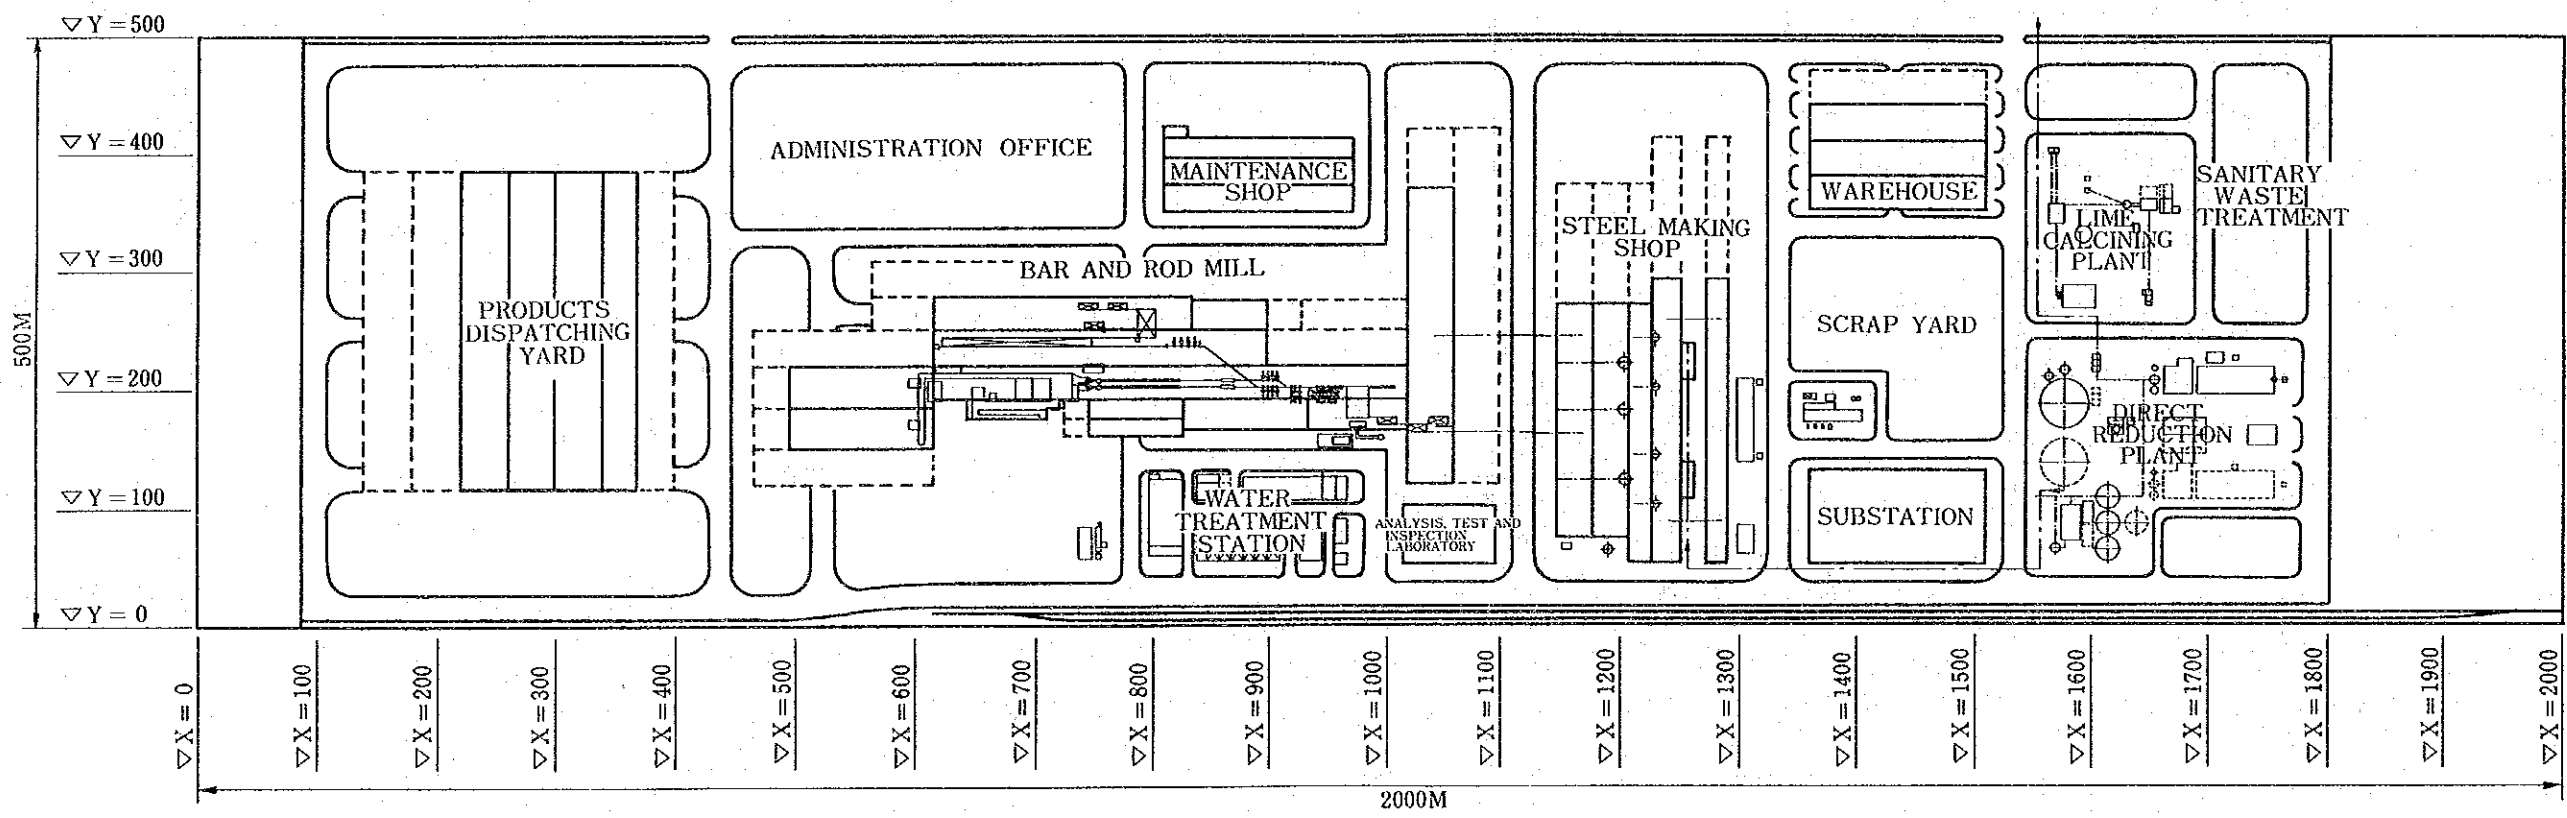 ▽ Y = 500
▽ Y = 400
▽ Y = 300
▽ Y = 200
▽ Y = 100
▽ Y = 0
500M
PRODUCTS
DISPATCHING
YARD
ADMINISTRATION OFFICE
MAINTENANCE
SHOP
BAR AND ROD MILL
WATER
TREATMENT
STATION
ANALYSIS, TEST AND
INSPECTION
LABORATORY
STEEL MAKING
SHOP
WAREHOUSE
SCRAP YARD
SUBSTATION
LIME
CALCINING
PLANT
SANITARY
WASTE
TREATMENT
DIRECT
REDUCTION
PLANT
▽ X = 0
▽ X = 100
▽ X = 200
▽ X = 300
▽ X = 400
▽ X = 500
▽ X = 600
▽ X = 700
▽ X = 800
▽ X = 900
▽ X = 1000
▽ X = 1100
▽ X = 1200
▽ X = 1300
▽ X = 1400
▽ X = 1500
▽ X = 1600
▽ X = 1700
▽ X = 1800
▽ X = 1900
▽ X = 2000
2000M